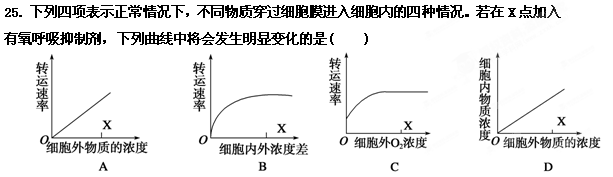 25. 下列四项表示正常情况下，不同物质穿过细胞膜进入细胞内的四种情况。若在 X 点加入
有氧呼吸抑制剂，下列曲线中将会发生明显变化的是(      )
转运速率
O
X
细胞外物质的浓度
A
转运速率
O
X
细胞内外浓度差
B
转运速率
O
X
细胞外O₂浓度
C
细胞内物质浓度
O
X
细胞外物质的浓度
D